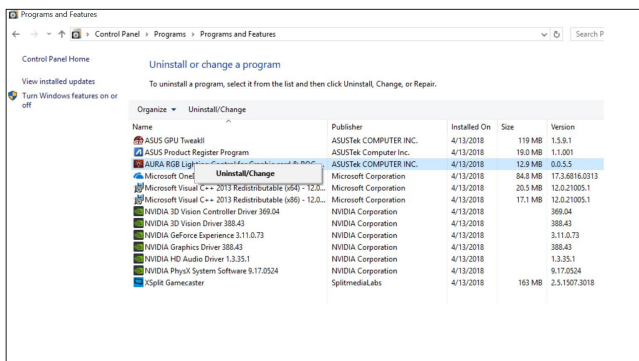 Programs and Features
Control Panel > Programs > Programs and Features
Search P
Control Panel Home
View installed updates
Turn Windows features on or
off
Uninstall or change a program
To uninstall a program, select it from the list and then click Uninstall, Change, or Repair.
Organize Uninstall/Change
Name Publisher Installed On Size Version
ASUS GPU TweakII ASUSTek COMPUTER INC. 4/13/2018 119 MB 1.5.9.1
ASUS Product Register Program ASUSTek Computer Inc. 4/13/2018 19.0 MB 1.1.001
AURA RGB Lighting Control for Graphic card & ROG... ASUSTek COMPUTER INC. 4/13/2018 12.9 MB 0.0.5.5
Uninstall/Change
Microsoft OneD Microsoft Corporation 4/13/2018 84.8 MB 17.3.6816.0313
Microsoft Visual C++ 2013 Redistributable (x64) - 12.0... Microsoft Corporation 4/13/2018 20.5 MB 12.0.21005.1
Microsoft Visual C++ 2013 Redistributable (x86) - 12.0... Microsoft Corporation 4/13/2018 17.1 MB 12.0.21005.1
NVIDIA 3D Vision Controller Driver 369.04 NVIDIA Corporation 4/13/2018 369.04
NVIDIA 3D Vision Driver 388.43 NVIDIA Corporation 4/13/2018 388.43
NVIDIA GeForce Experience 3.11.0.73 NVIDIA Corporation 4/13/2018 3.11.0.73
NVIDIA Graphics Driver 388.43 NVIDIA Corporation 4/13/2018 388.43
NVIDIA HD Audio Driver 1.3.35.1 NVIDIA Corporation 4/13/2018 1.3.35.1
NVIDIA PhysX System Software 9.17.0524 NVIDIA Corporation 4/13/2018 9.17.0524
XSplit Gamecaster SplitmediaLabs 4/13/2018 163 MB 2.5.1507.3018